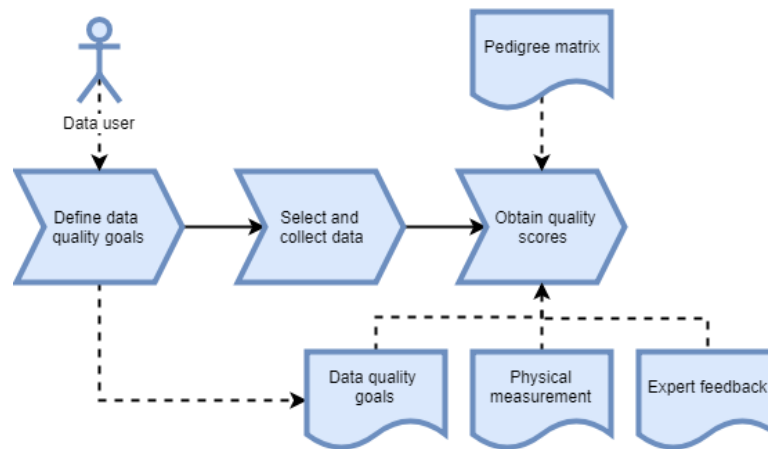 Pedigree matrix
Data user
Define data
quality goals
Select and
collect data
Obtain quality
scores
Data quality
goals
Physical
measurement
Expert feedback